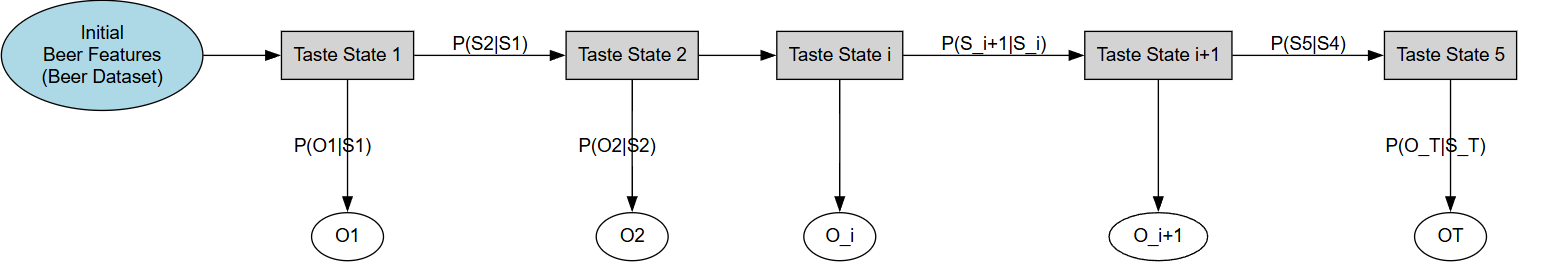 Initial
Beer Features
(Beer Dataset)
Taste State 1
P(S2|S1)
Taste State 2
Taste State i
P(S_i+1|S_i)
Taste State i+1
P(S5|S4)
Taste State 5
P(O1|S1)
P(O2|S2)
P(O_T|S_T)
O1
O2
O_i
O_i+1
OT